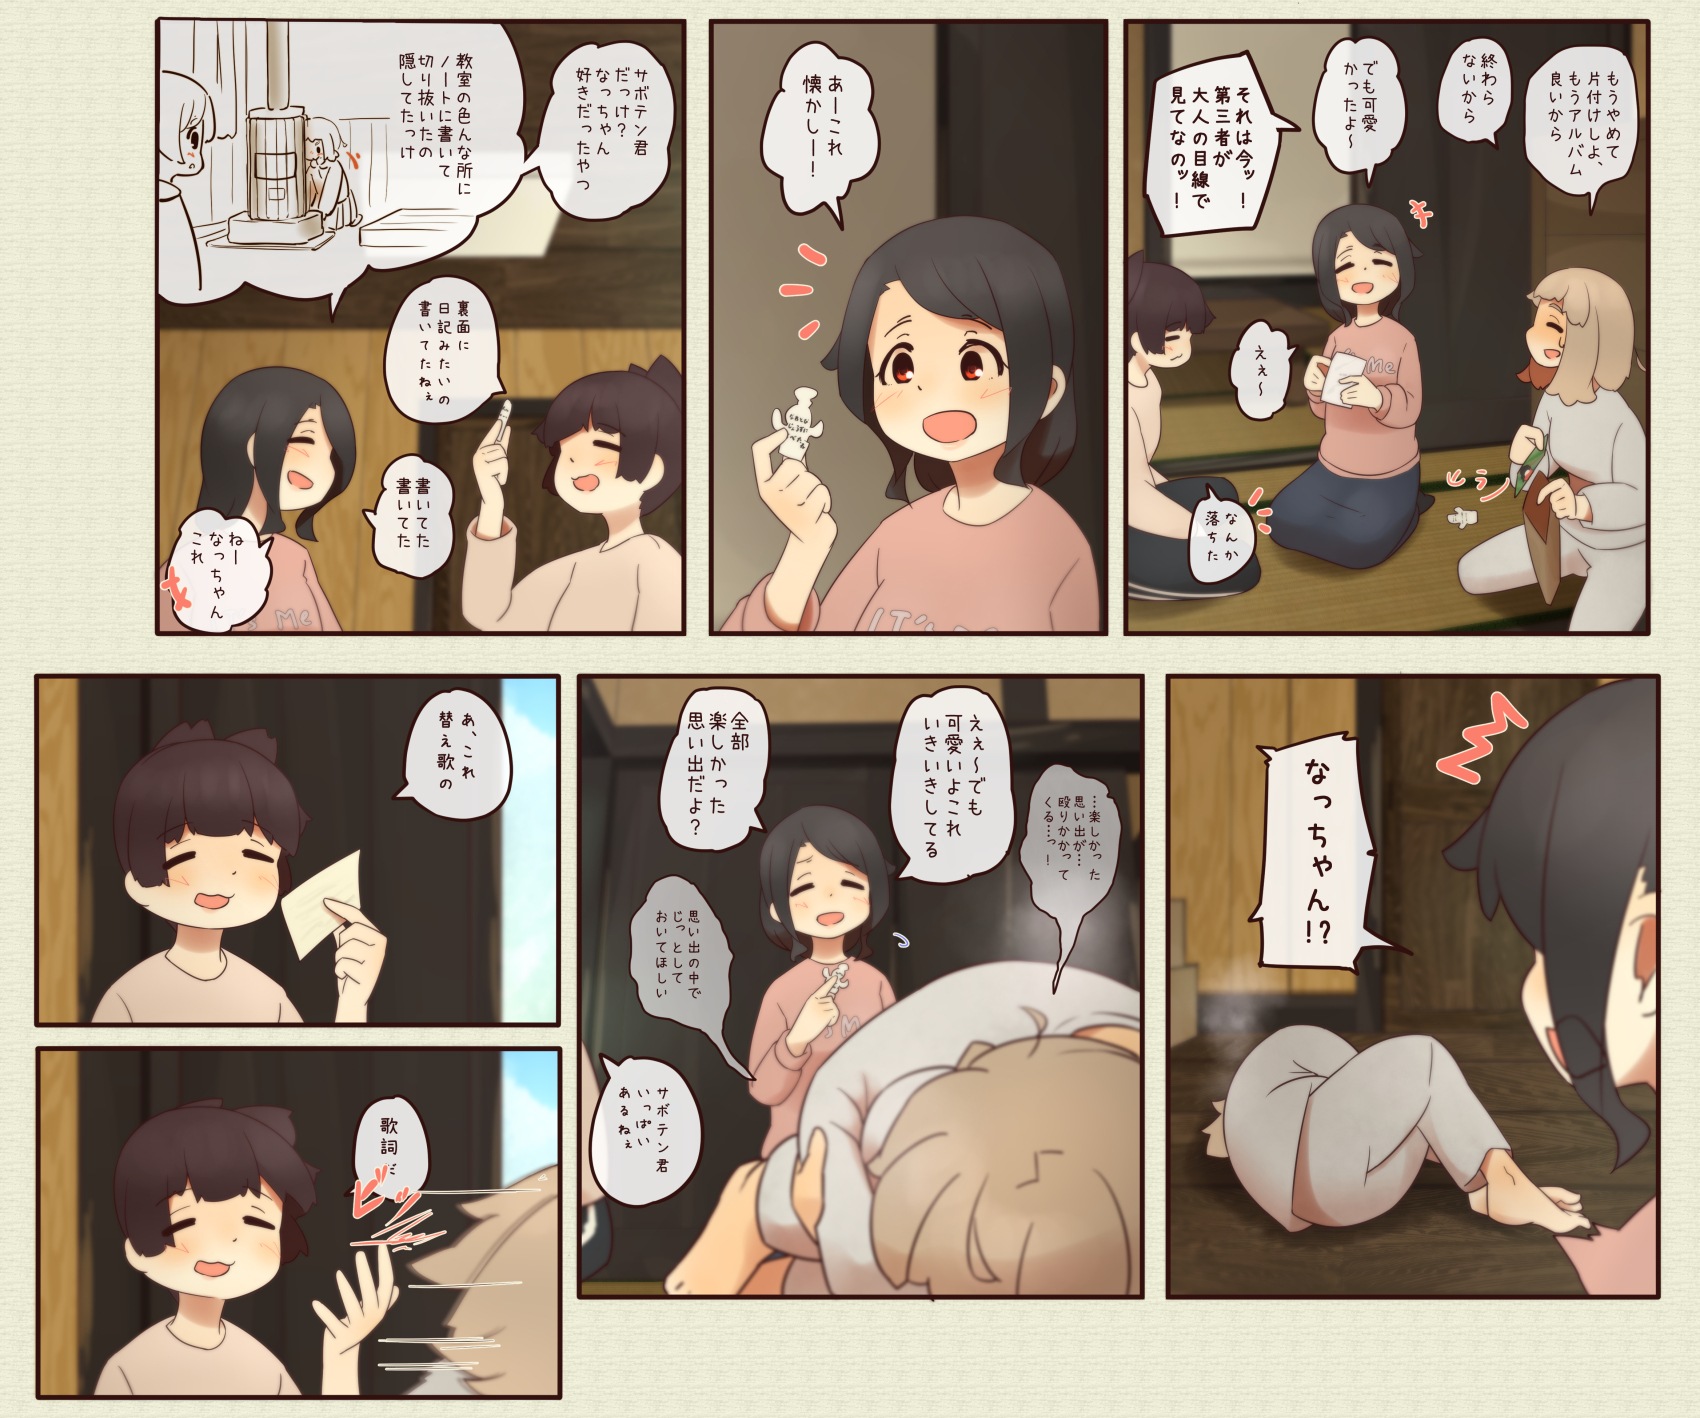 もうやめて
片付けしよ、
もうアルバム
良いから
終わら
ないから
でも可愛
かったよ～
それは今ッ！
第三者が
大人の目線で
見てなのッ！
ええ～
なんか
落ちた
あーこれ
懐かしー！
サボテン君
だっけ？
なっちゃん
好きだったやつ
教室の色んな所に
ノートに書いて
切り抜いたの
隠してたっけ
裏面に
日記みたいの
書いてたねぇ
書いてた
書いてた
ねー
なっちゃん
これ
なっちゃん!?
…楽しかった
思い出が…
殴りかかって
くる…っ！
ええ～でも
可愛いよこれ
いきいきしてる
全部
楽しかった
思い出だよ？
思い出の中で
じっとして
おいてほしい
サボテン君
いっぱい
あるねぇ
あ、これ
替え歌の
歌詞だ
ビッ